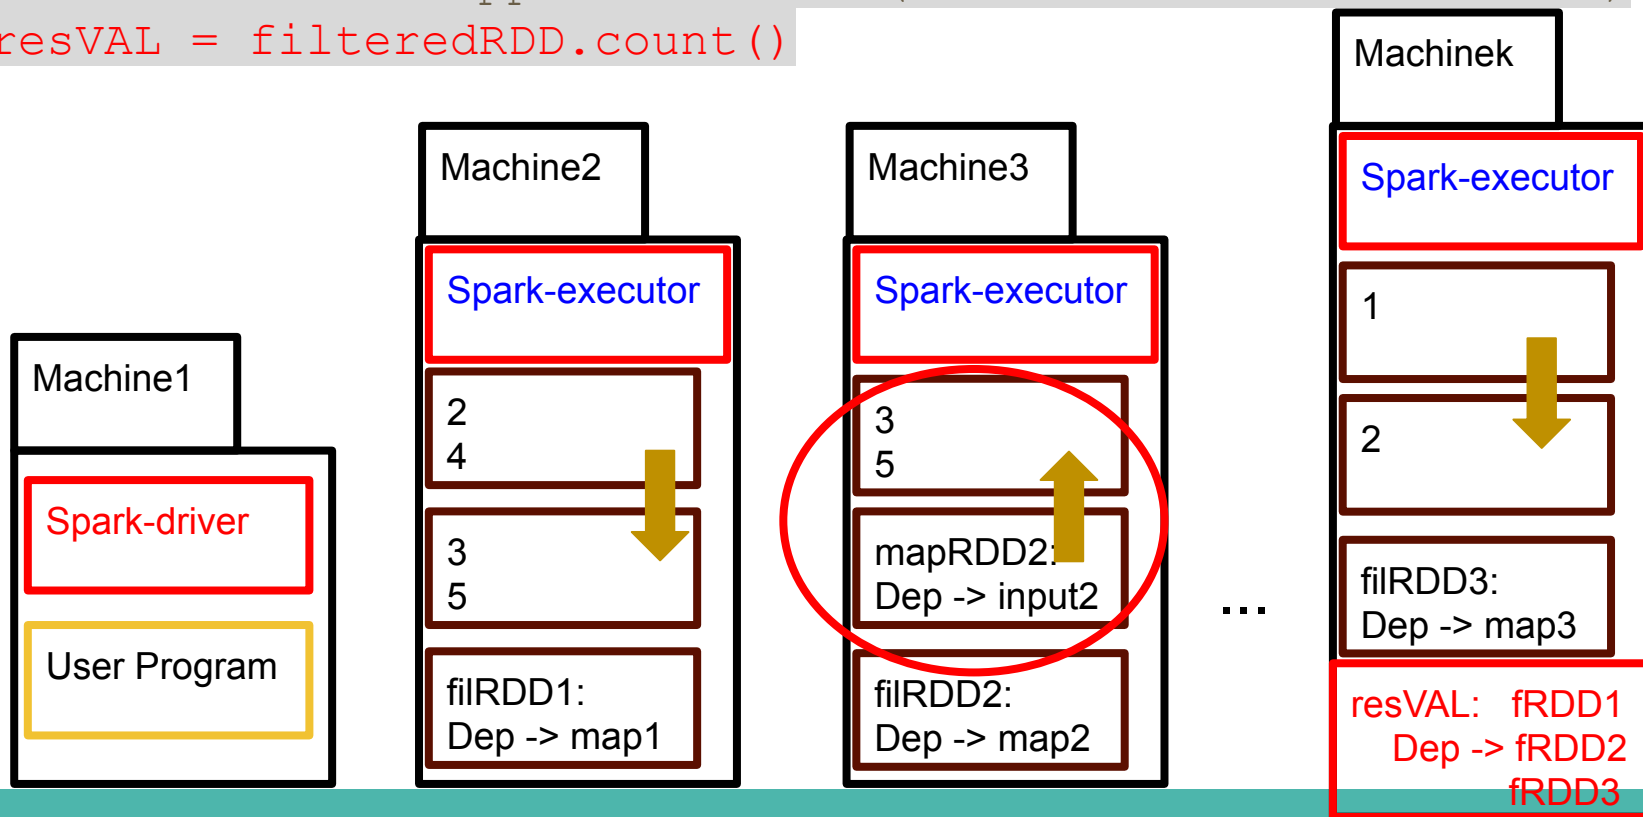 resVAL = filteredRDD.count()
Machine1
Spark-driver
User Program
Machine2
Spark-executor
2
4
3
5
filRDD1:
Dep -> map1
Machine3
Spark-executor
3
5
mapRDD2:
Dep -> input2
filRDD2:
Dep -> map2
...
Machinek
Spark-executor
1
2
filRDD3:
Dep -> map3
resVAL: fRDD1
Dep -> fRDD2
fRDD3